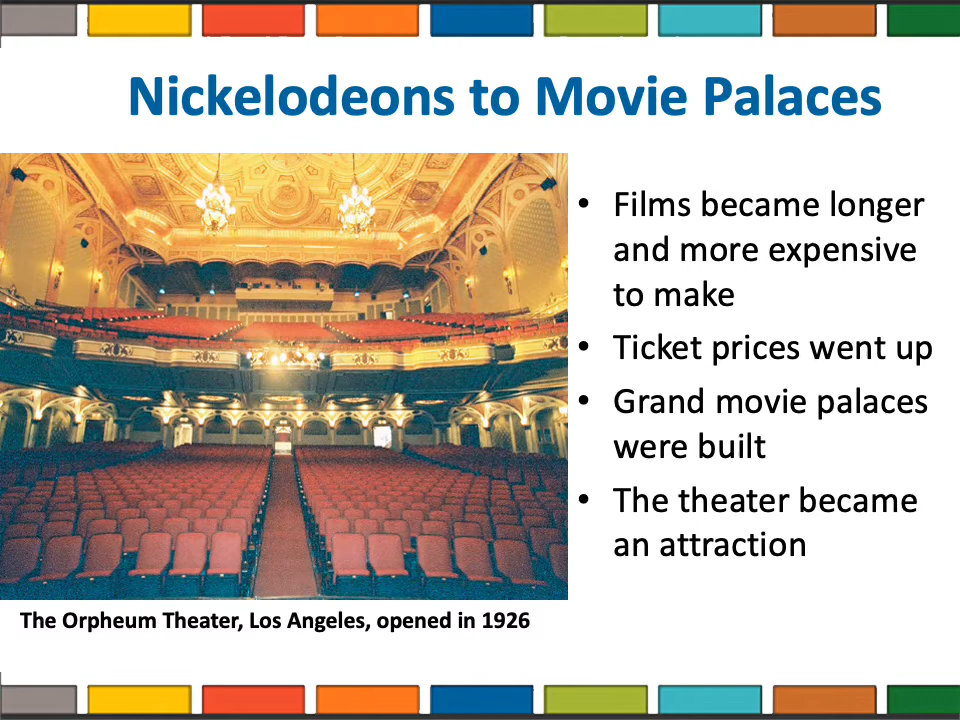 Nickelodeons to Movie Palaces
• Films became longer
and more expensive
to make
• Ticket prices went up
• Grand movie palaces
were built
• The theater became
an attraction
The Orpheum Theater, Los Angeles, opened in 1926